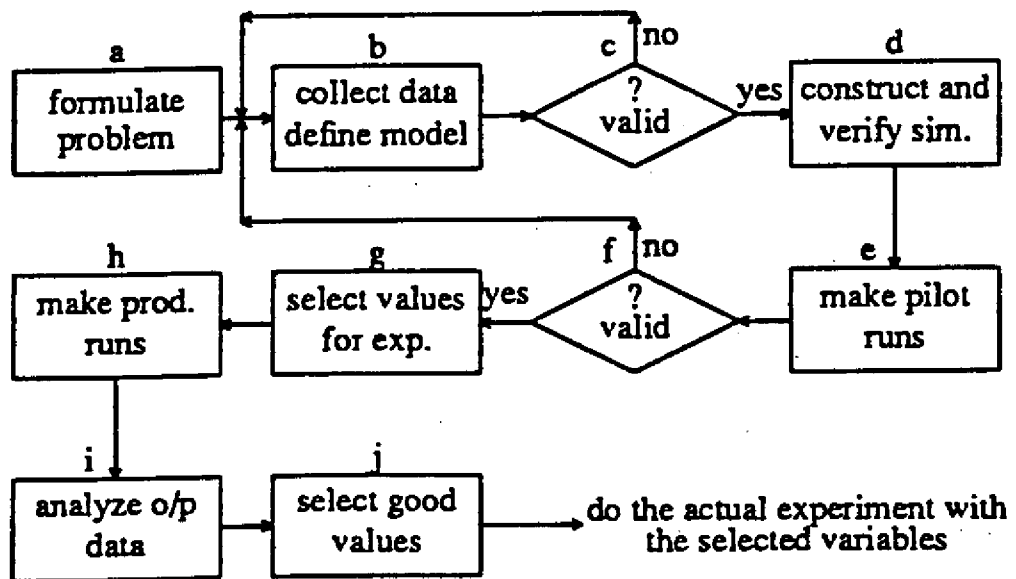 a
formulate
problem
b
collect data
define model
c
no
?
valid
yes
d
construct and
verify sim.
e
make pilot
runs
f
no
?
valid
yes
g
select values
for exp.
h
make prod.
runs
i
analyze o/p
data
j
select good
values
do the actual experiment with
the selected variables